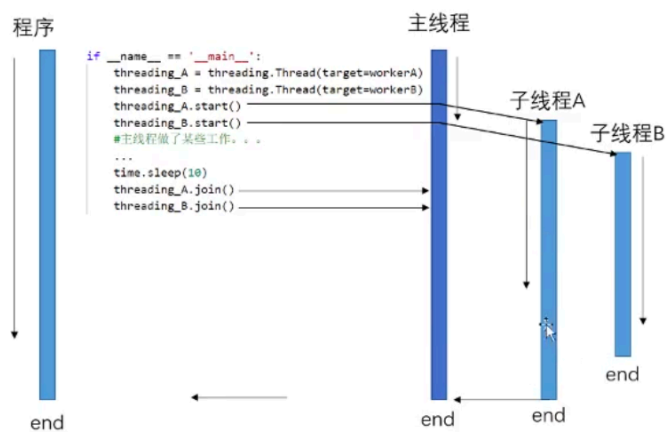 程序
主线程
if __name__ == '__main__':
threading_A = threading.Thread(target=workerA)
threading_B = threading.Thread(target=workerB)
threading_A.start()
threading_B.start()
#主线程做了某些工作。。。
...
time.sleep(10)
threading_A.join()
threading_B.join()
子线程A
子线程B
end
end
end
end